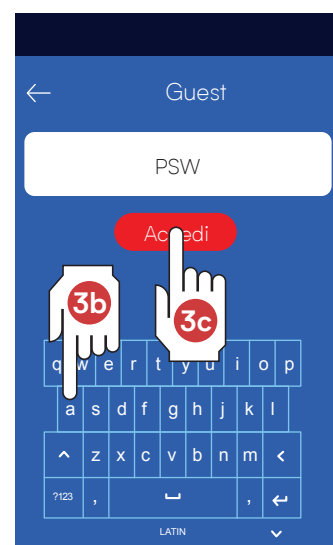 Guest
PSW
Accedi
3b
3c
q w e r t y u i o p
a s d f g h j k l
z x c v b n m
?123 , ,
LATIN